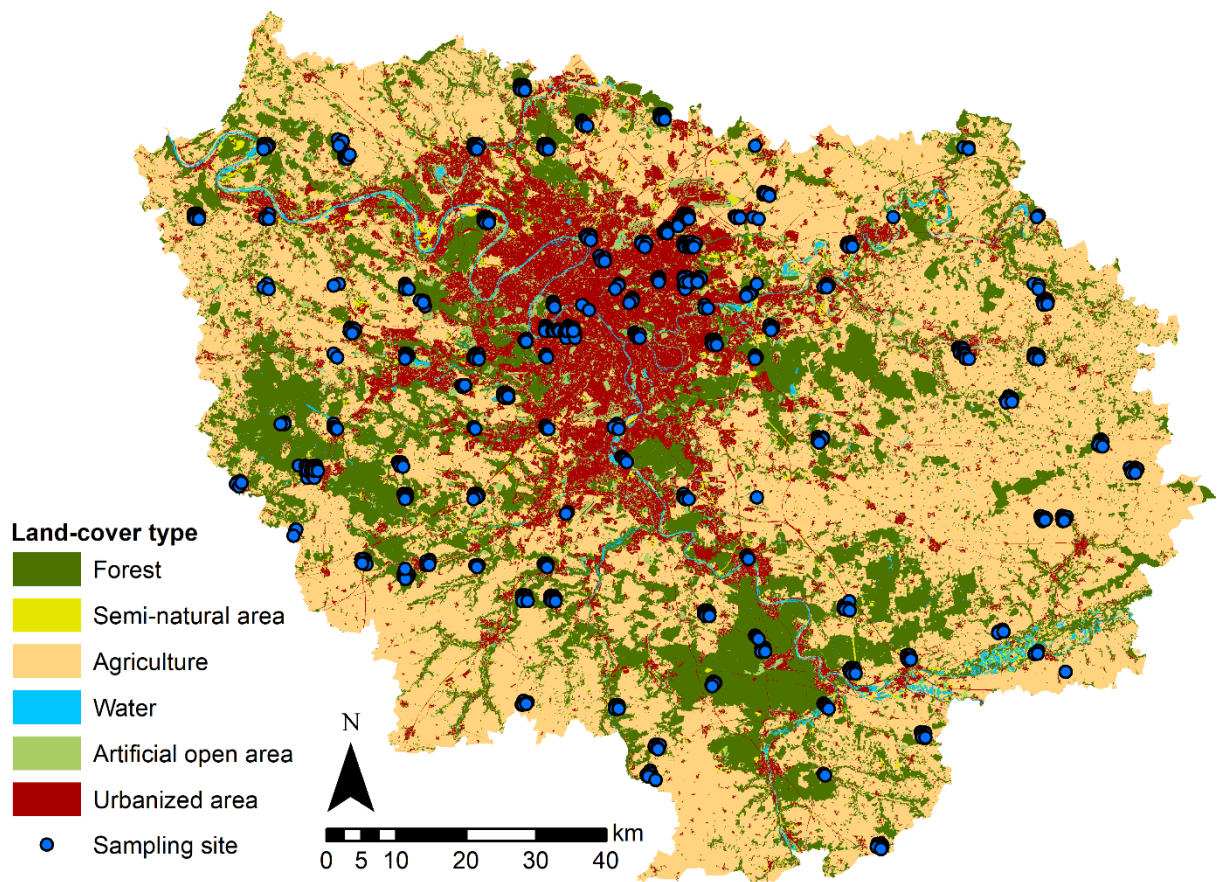 Land-cover type
Forest
Semi-natural area
Agriculture
Water
Artificial open area
Urbanized area
Sampling site
N
km
0 5 10 20 30 40